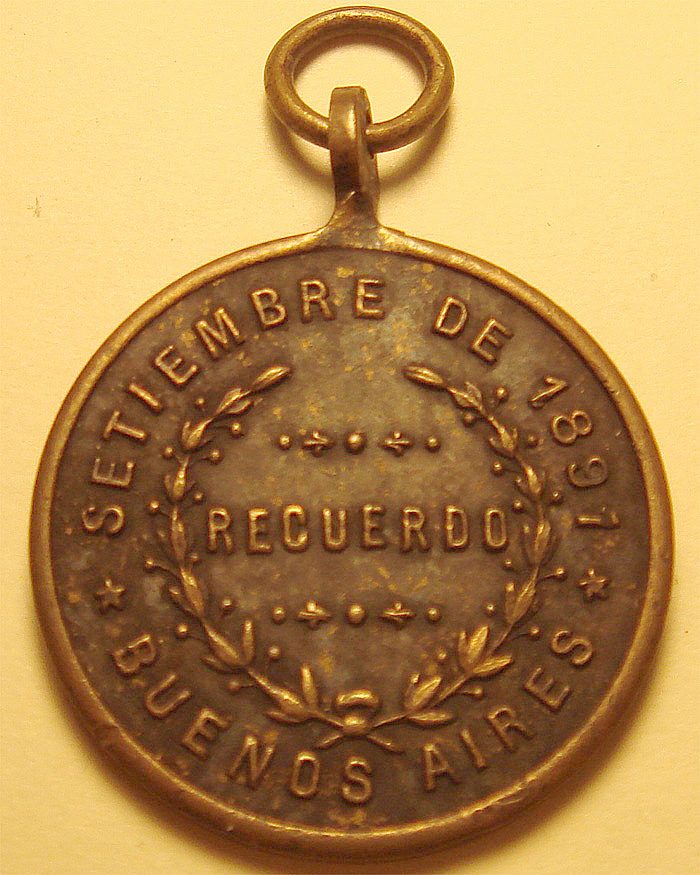 SETIEMBRE DE 1891
RECUERDO
BUENOS AIRES